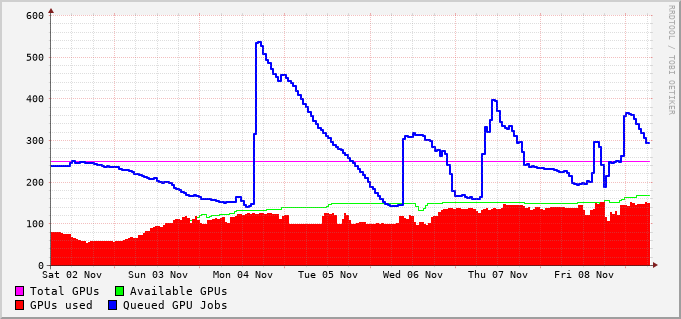 600
500
400
300
200
100
0
Sat 02 Nov Sun 03 Nov Mon 04 Nov Tue 05 Nov Wed 06 Nov Thu 07 Nov Fri 08 Nov
Total GPUs Available GPUs
GPUs used Queued GPU Jobs
RRDTOOL / TOBI OETIKER